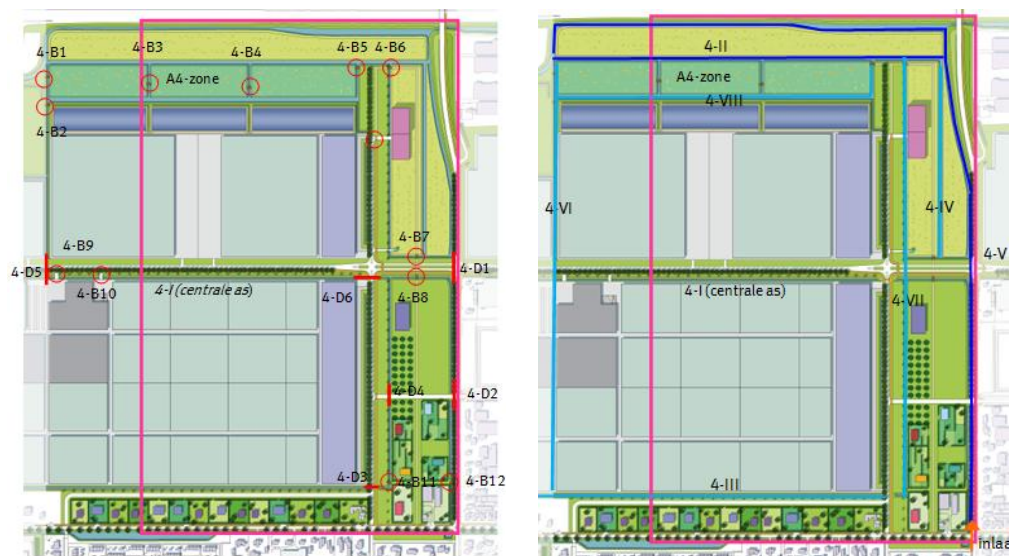 4-B1
4-B3
4-B4
4-B5
4-B6
A4-zone
4-B2
4-B9
4-B7
4-D5
4-D1
4-B10
4-I (centrale as)
4-D6
4-B8
4-D4
4-D2
4-D3
4-B11
4-B12
4-II
A4-zone
4-VIII
4-VI
4-IV
4-V
4-I (centrale as)
4-VII
4-III
inlaa